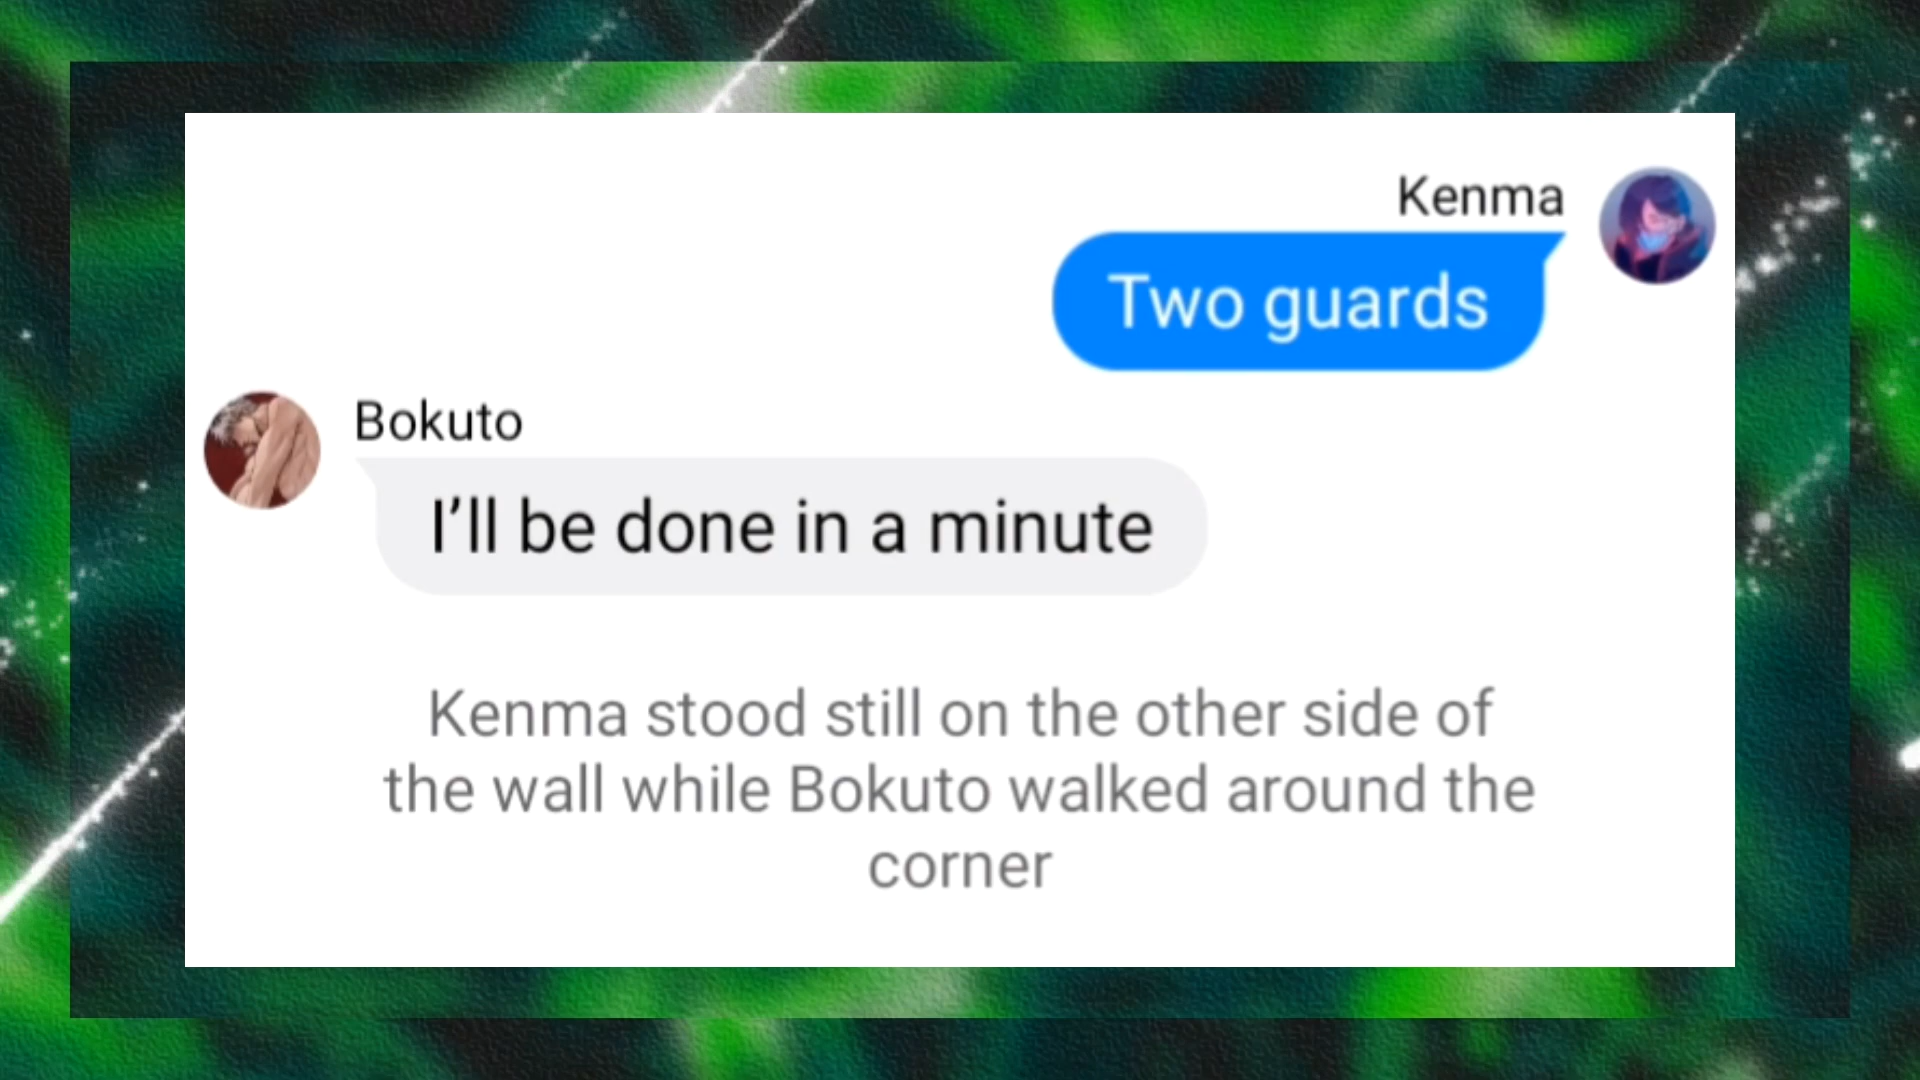 Kenma
Two guards
Bokuto
I’ll be done in a minute
Kenma stood still on the other side of
the wall while Bokuto walked around the
corner